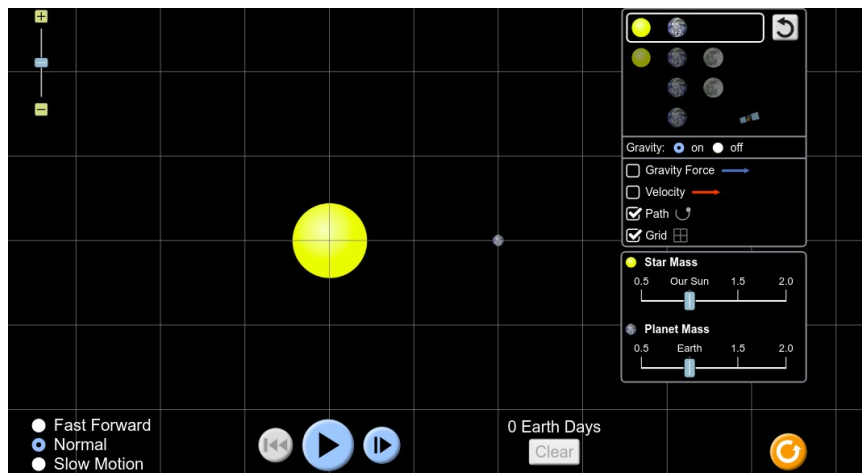 +
−
Gravity: on off
Gravity Force
Velocity
Path
Grid
Star Mass
0.5 Our Sun 1.5 2.0
Planet Mass
0.5 Earth 1.5 2.0
Fast Forward
Normal
Slow Motion
0 Earth Days
Clear